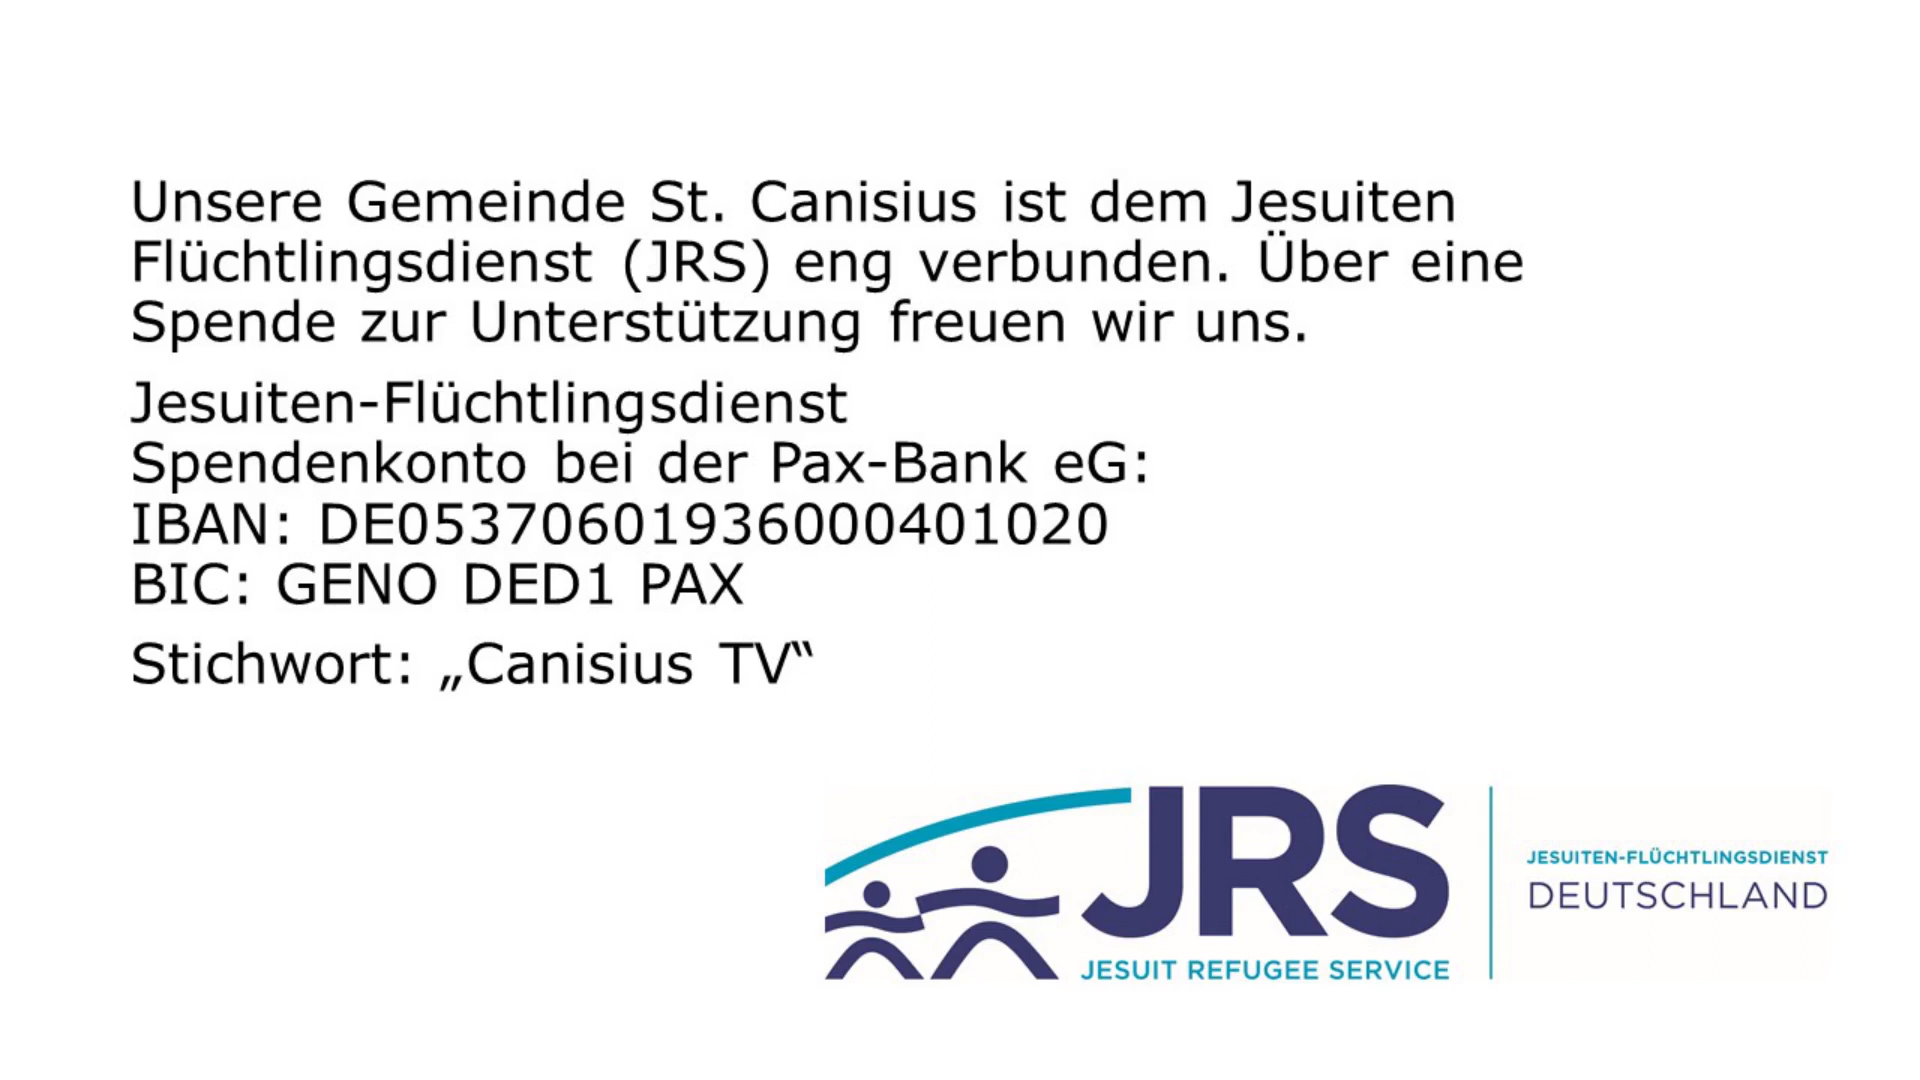 Unsere Gemeinde St. Canisius ist dem Jesuiten
Flüchtlingsdienst (JRS) eng verbunden. Über eine
Spende zur Unterstützung freuen wir uns.
Jesuiten-Flüchtlingsdienst
Spendenkonto bei der Pax-Bank eG:
IBAN: DE05370601936000401020
BIC: GENO DED1 PAX
Stichwort: „Canisius TV“
JRS
JESUIT REFUGEE SERVICE
JESUITEN-FLÜCHTLINGSDIENST
DEUTSCHLAND